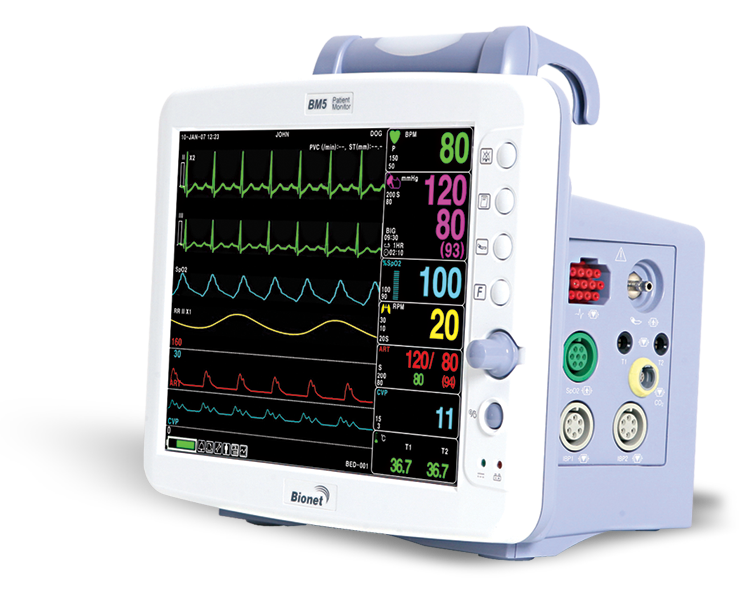 BM5 Patient Monitor
10-JAN-07 12:23 JOHN DOG
PVC (/min):--, ST(mm):--.-
II X2
III
SpO2
RR II X1
160
30
ART
CVP
0
BED-001
BPM
P
150
50
80
mmHg
200 S
80
120
80
(93)
BIG
09:30
1HR
02:10
%SpO2
100
90
100
RPM
30
10
20S
20
ART
S
200
80
120/ 80
80 (94)
CVP
15
3
11
°C
T1 T2
36.7 36.7
F
Bionet
T1 T2
SpO2
IBP1 IBP2